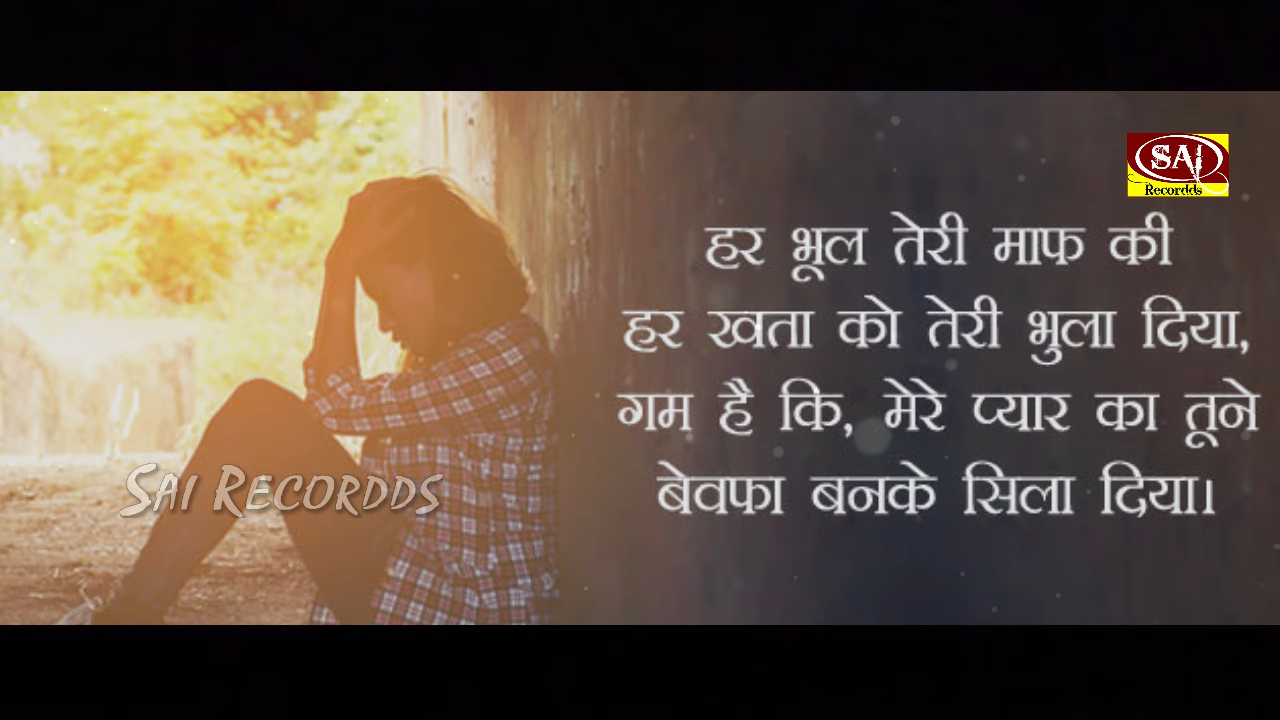 SAI
Recordds
हर भूल तेरी माफ की
हर खता को तेरी भुला दिया,
गम है कि, मेरे प्यार का तूने
बेवफा बनके सिला दिया।
SAI RECORDDS